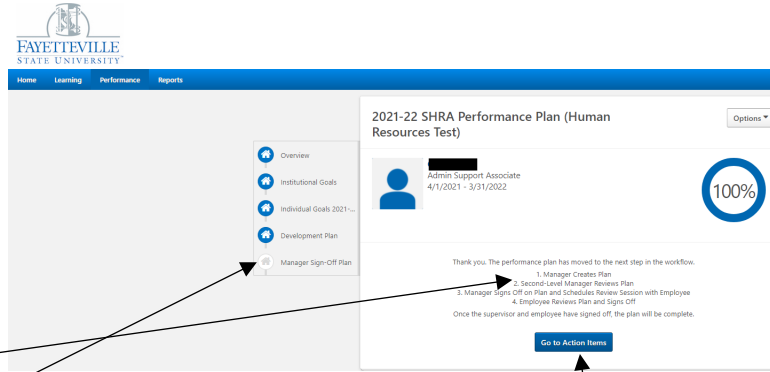 FAYETTEVILLE
STATE UNIVERSITY
Home Learning Performance Reports
2021-22 SHRA Performance Plan (Human
Resources Test)
Options
Overview
Institutional Goals
Individual Goals 2021-...
Development Plan
Manager Sign-Off Plan
Admin Support Associate
4/1/2021 - 3/31/2022
100%
Thank you. The performance plan has moved to the next step in the workflow.
1. Manager Creates Plan
2. Second-Level Manager Reviews Plan
3. Manager Signs Off on Plan and Schedules Review Session with Employee
4. Employee Reviews Plan and Signs Off
Once the supervisor and employee have signed off, the plan will be complete.
Go to Action Items